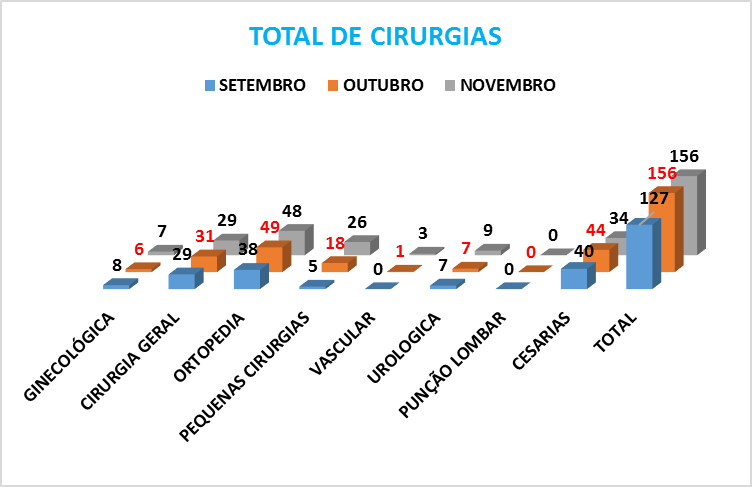 TOTAL DE CIRURGIAS
SETEMBRO OUTUBRO NOVEMBRO
8 6 7
29 31 29
38 49 48
5 18 26
0 1 3
7 7 9
0 0 0
40 44 34
127 156 156
GINECOLÓGICA
CIRURGIA GERAL
ORTOPEDIA
PEQUENAS CIRURGIAS
VASCULAR
UROLOGICA
PUNÇÃO LOMBAR
CESARIAS
TOTAL